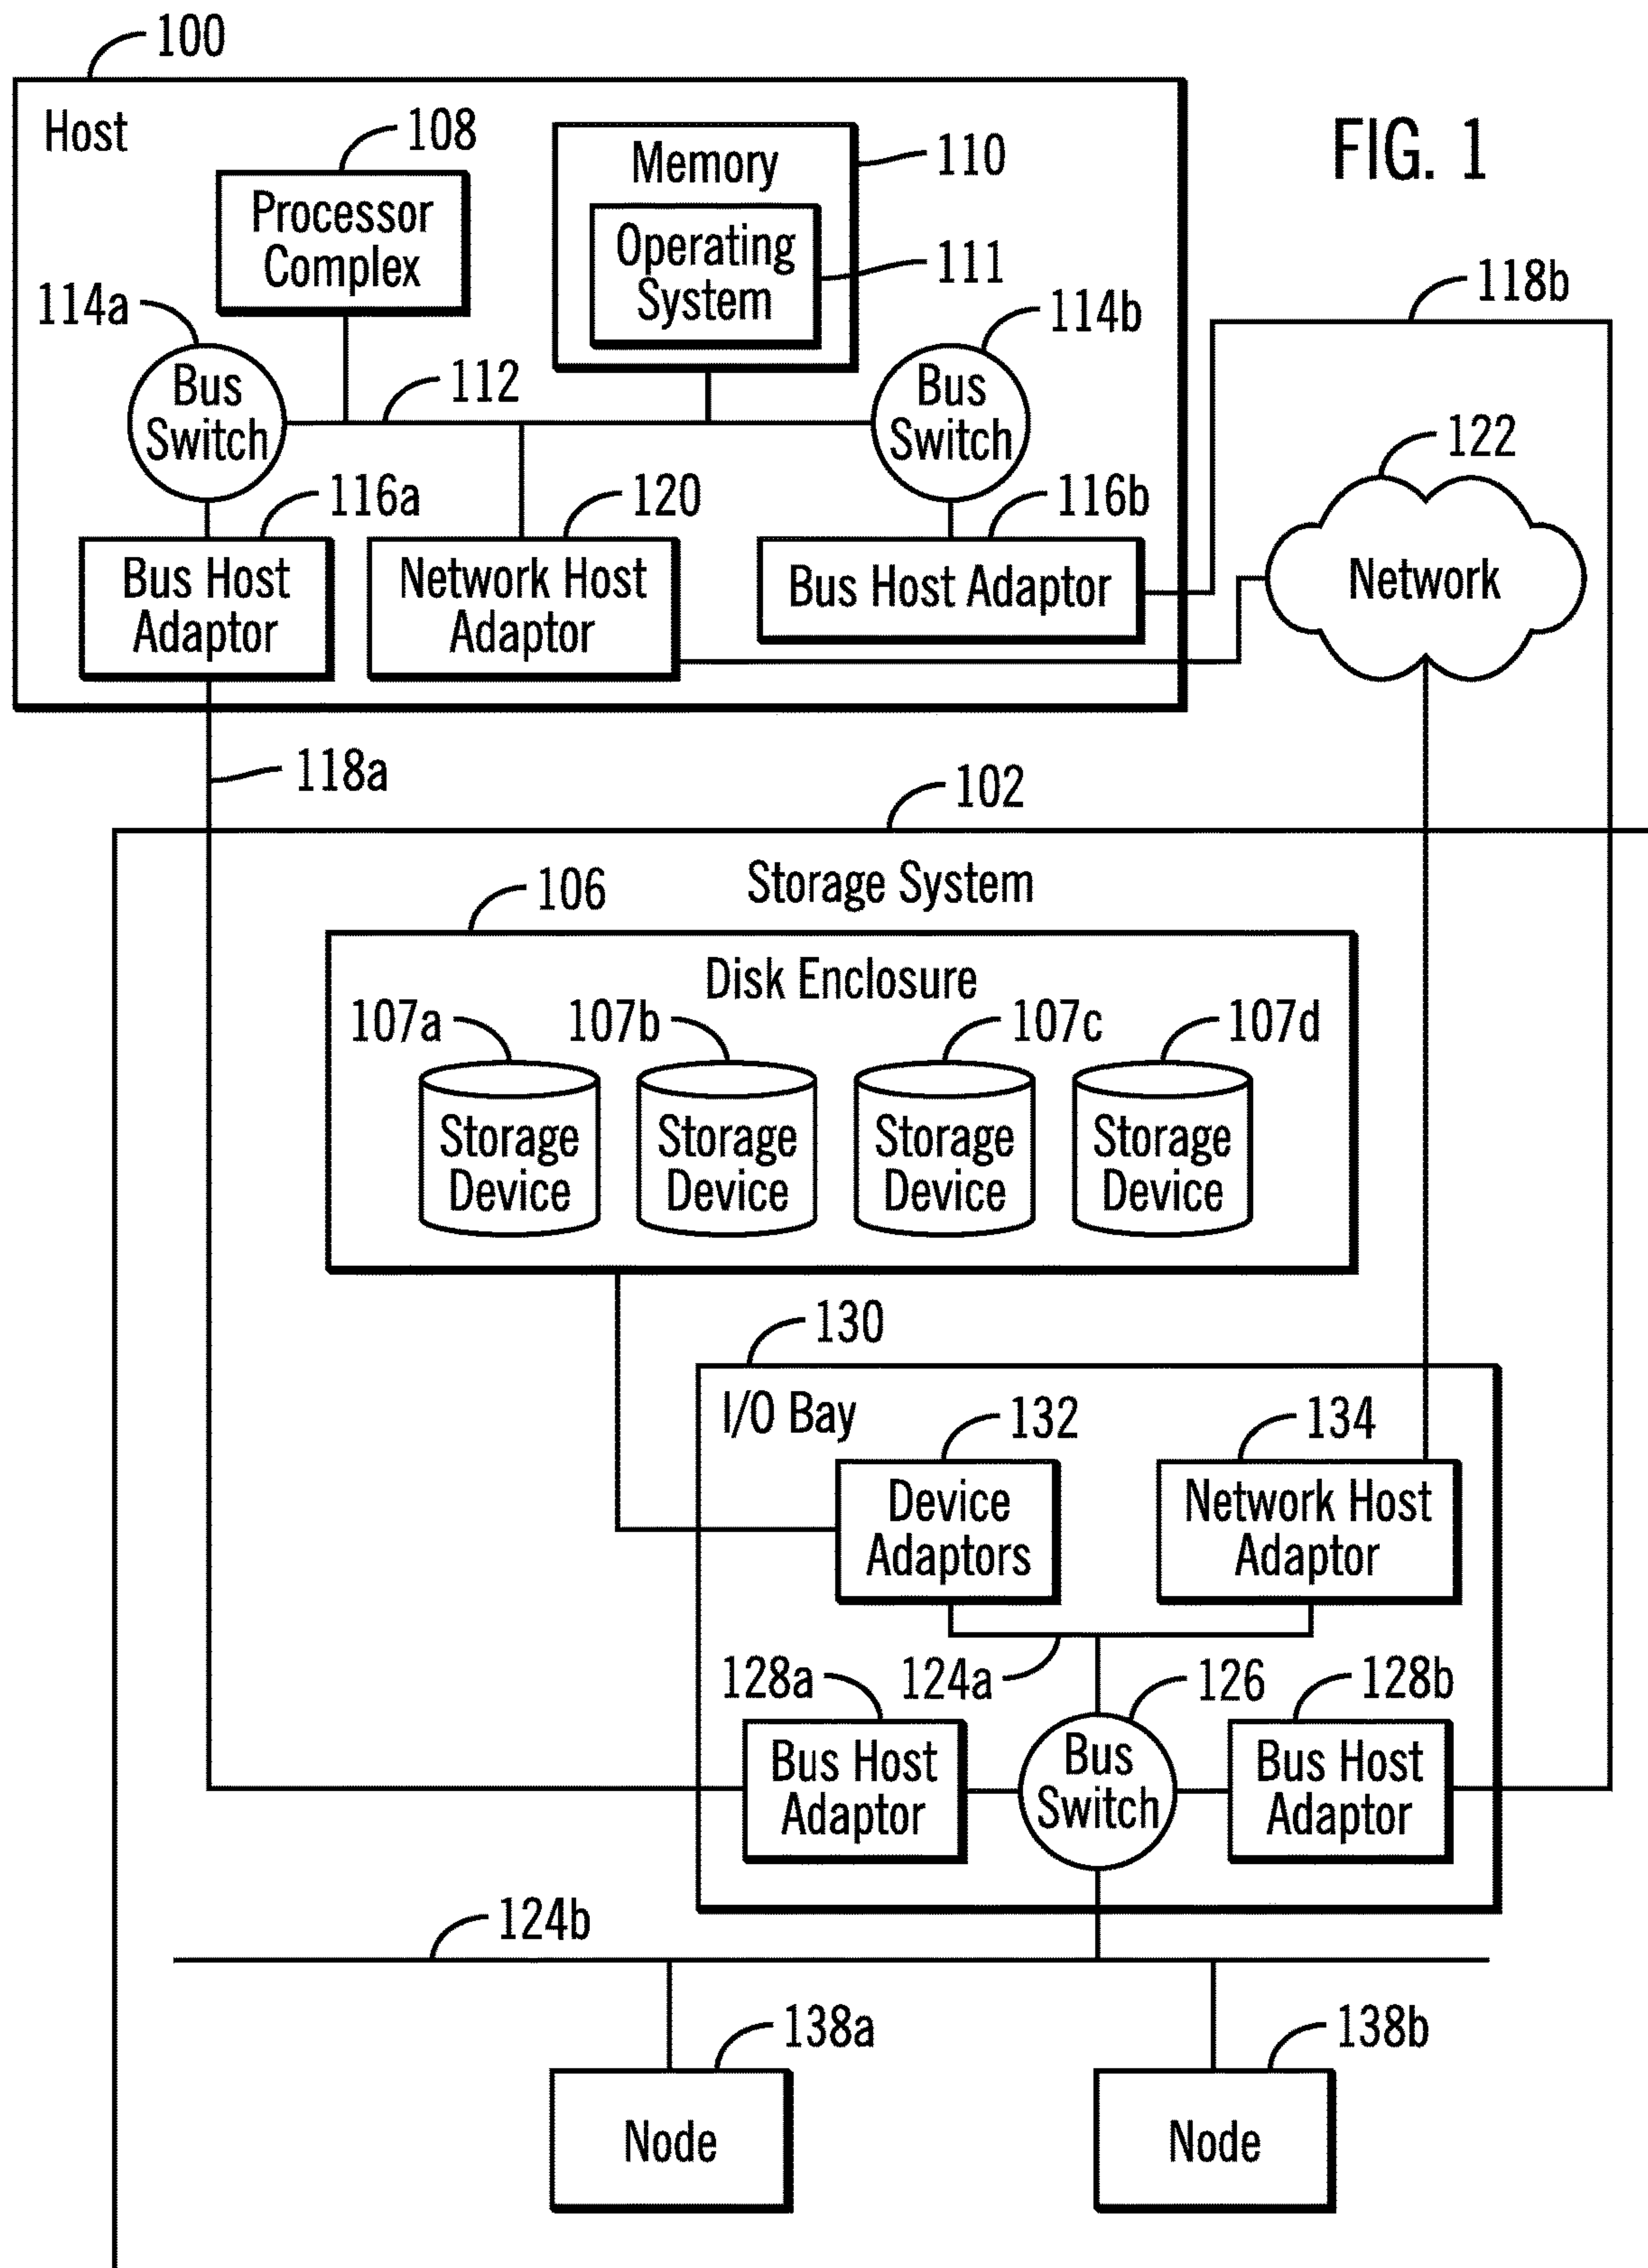 100
FIG. 1
Host
108
Memory
110
Processor
Complex
Operating
System
111
114a
114b
118b
Bus
Switch
112
Bus
Switch
122
116a
120
116b
Bus Host
Adaptor
Network Host
Adaptor
Bus Host Adaptor
Network
118a
102
Storage System
106
Disk Enclosure
107a
107b
107c
107d
Storage
Device
Storage
Device
Storage
Device
Storage
Device
130
I/O Bay
132
134
Device
Adaptors
Network Host
Adaptor
128a
124a
126
128b
Bus Host
Adaptor
Bus
Switch
Bus Host
Adaptor
124b
138a
138b
Node
Node